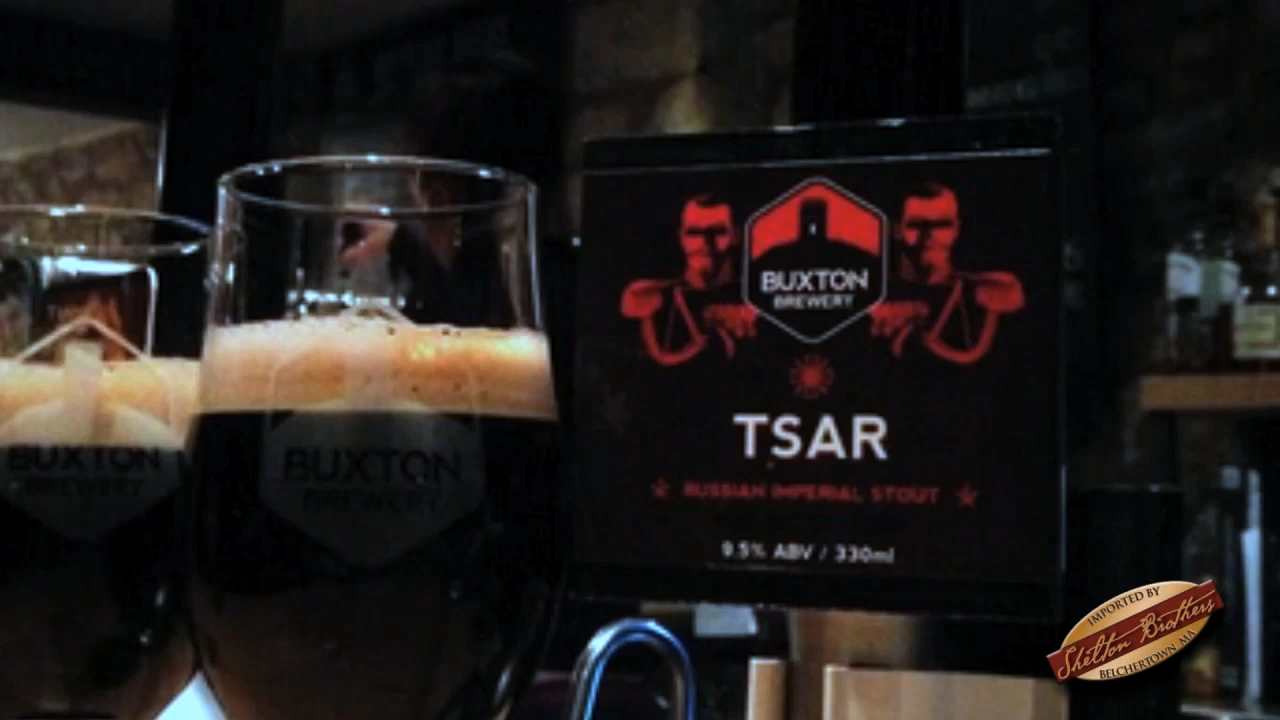 BUXTON
BREWERY
BUXTON
BREWERY
BUXTON
BREWERY
TSAR
RUSSIAN IMPERIAL STOUT
9.5% ABV / 330ml
IMPORTED BY
Shelton Brothers
BELCHERTOWN MA